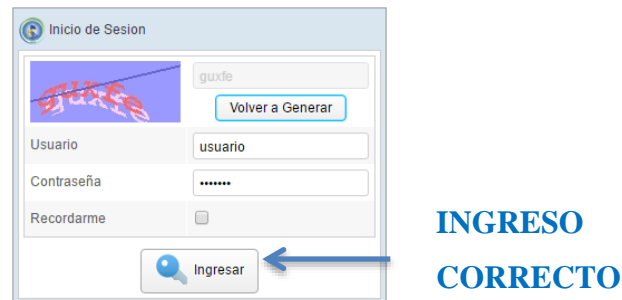 Inicio de Sesion
guxfe
guxfe
Volver a Generar
Usuario
usuario
Contraseña
•••••••
Recordarme
Ingresar
INGRESO
CORRECTO